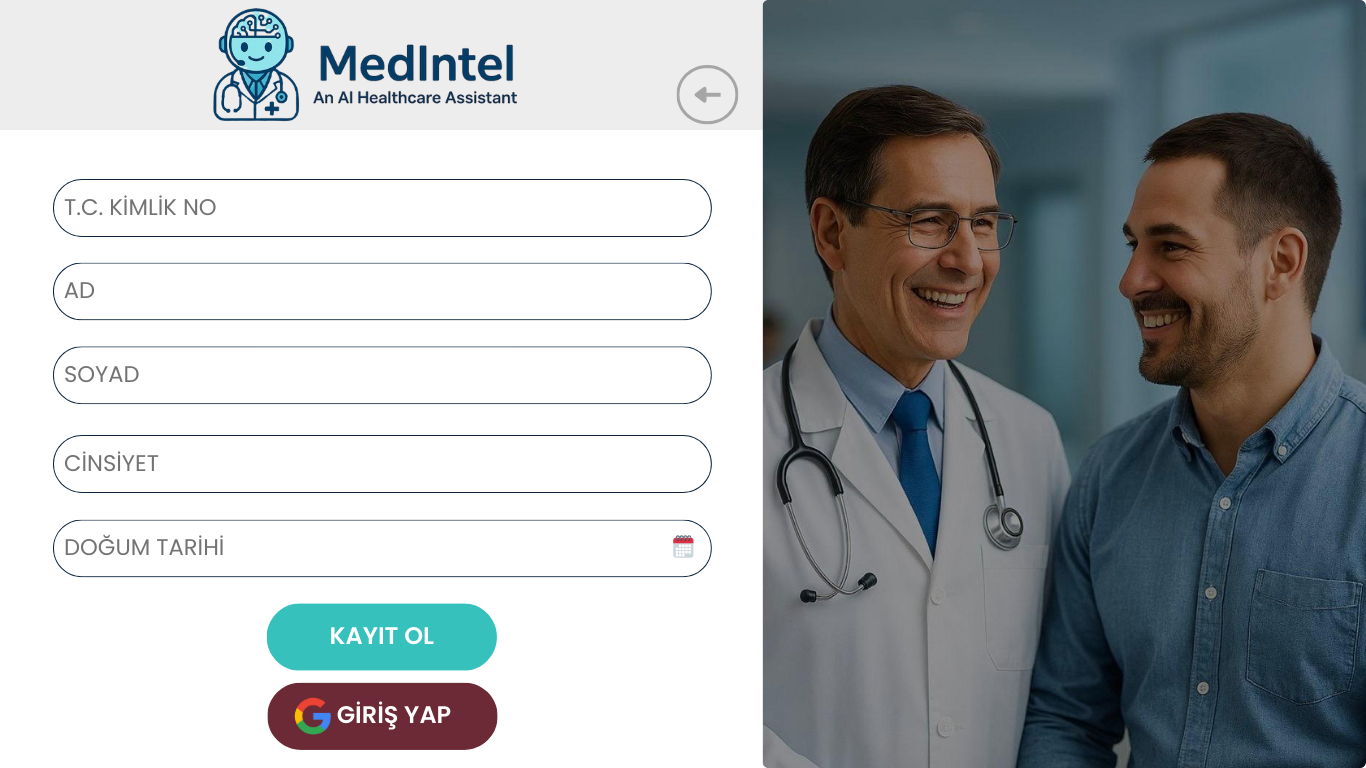 MedIntel
An AI Healthcare Assistant
T.C. KİMLİK NO
AD
SOYAD
CİNSİYET
DOĞUM TARİHİ
KAYIT OL
GİRİŞ YAP